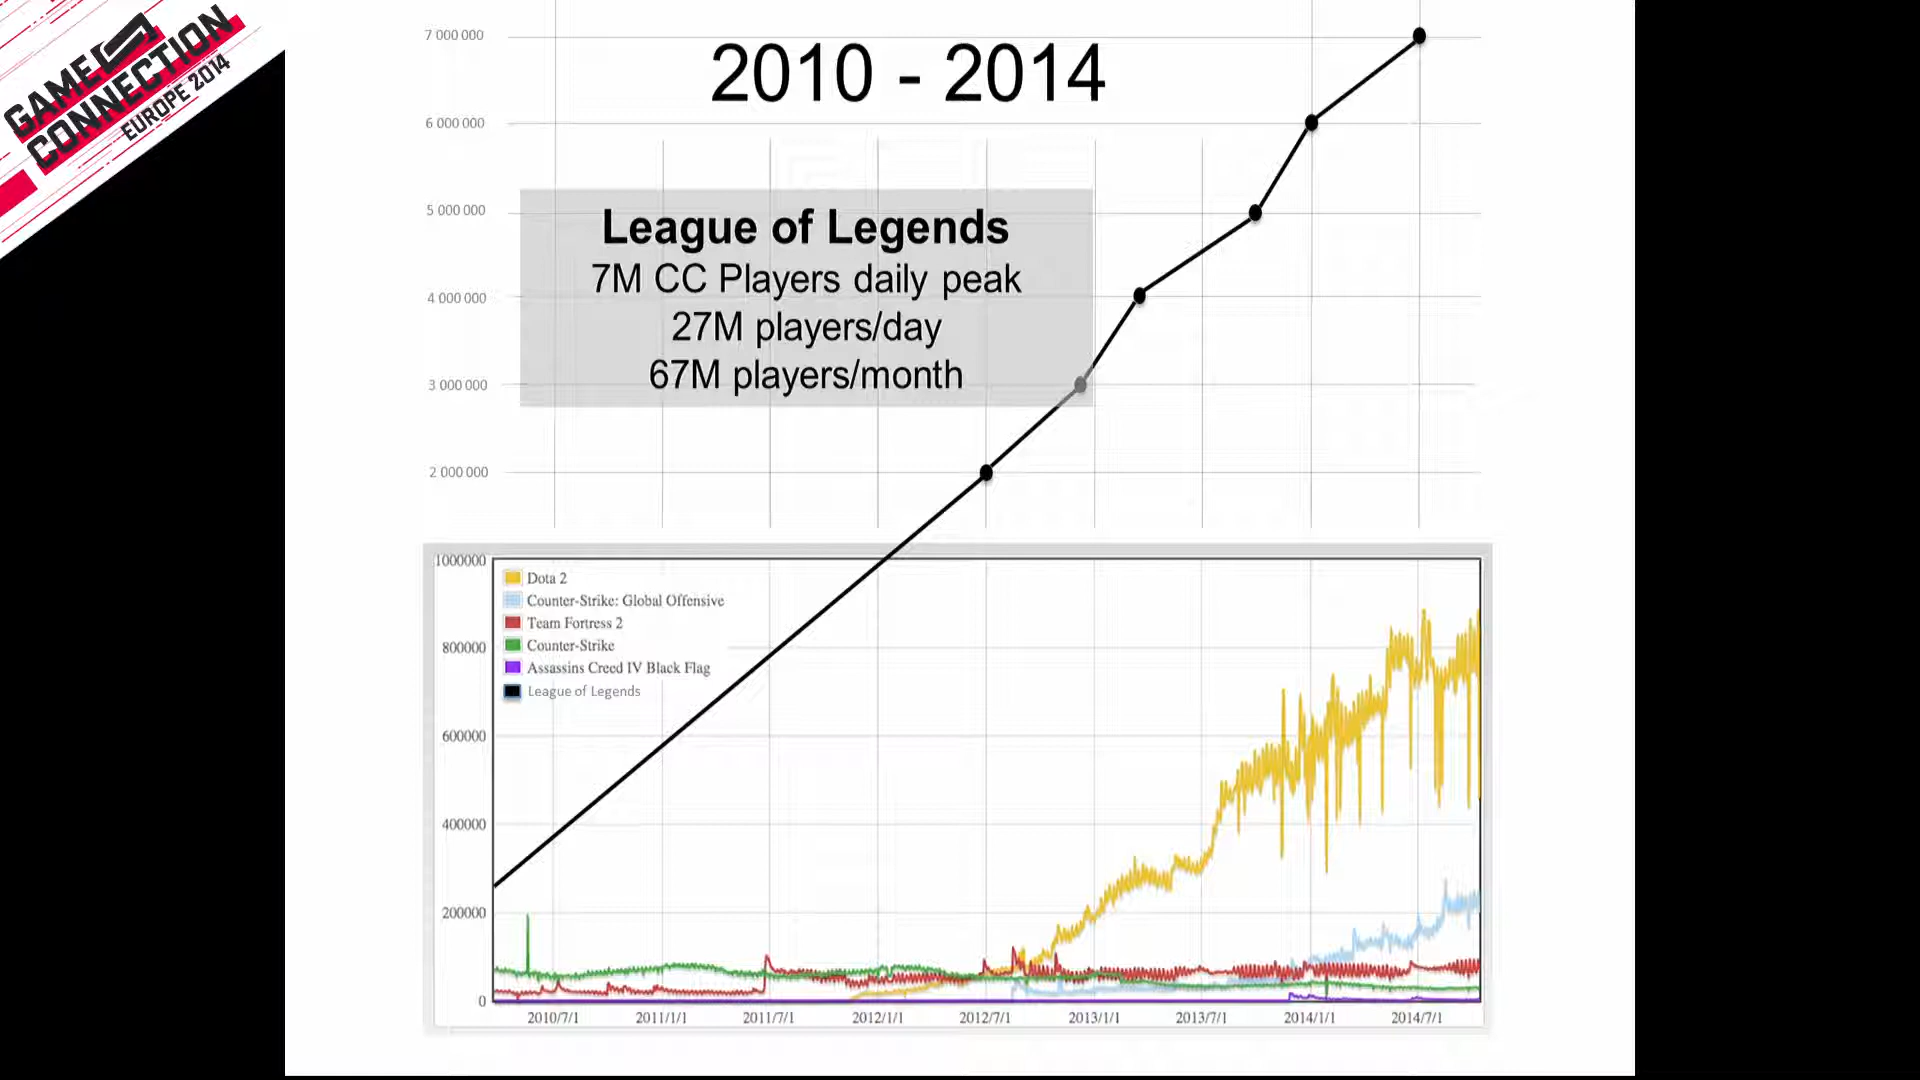 GAME
CONNECTION
EUROPE 2014
2010 - 2014
7 000 000
6 000 000
5 000 000
4 000 000
3 000 000
2 000 000
League of Legends
7M CC Players daily peak
27M players/day
67M players/month
1000000
800000
600000
400000
200000
0
Dota 2
Counter-Strike: Global Offensive
Team Fortress 2
Counter-Strike
Assassins Creed IV Black Flag
League of Legends
2010/7/1 2011/1/1 2011/7/1 2012/1/1 2012/7/1 2013/1/1 2013/7/1 2014/1/1 2014/7/1